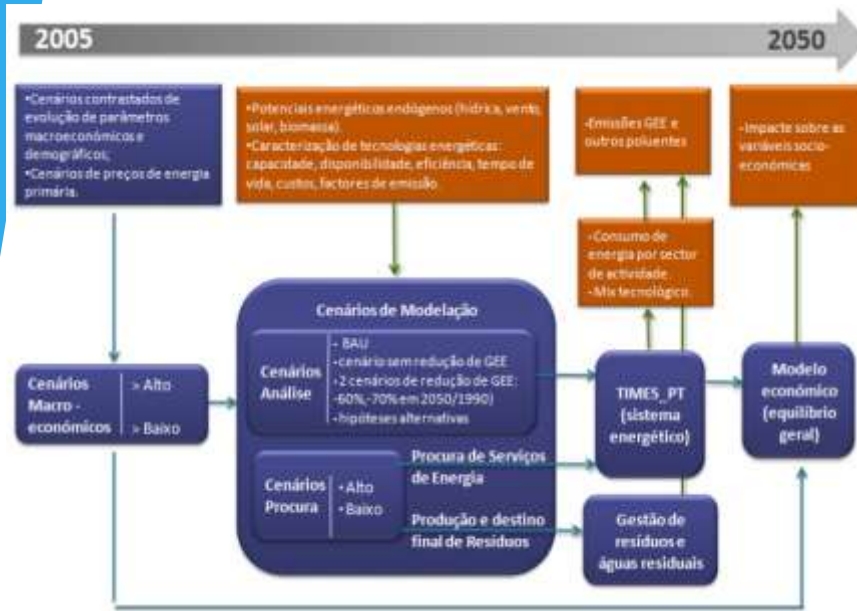 2005
2050
•Cenários contrastados de
evolução de parâmetros
macroeconómicos e
demográficos;
•Cenários de preços de energia
primária.
•Potenciais energéticos endógenos (hídrica, vento,
solar, biomassa).
•Caracterização de tecnologias energéticas:
capacidade, disponibilidade, eficiência, tempo de
vida, custos, factores de emissão.
-Emissões GEE e
outros poluentes
-Impacte sobre as
variáveis socio-
económicas
-Consumo de
energia por sector
de actividade.
-Mix tecnológico.
Cenários de Modelação
Cenários
Macro -
económicos
> Alto
> Baixo
Cenários
Análise
- BAU
•cenário sem redução de GEE
•2 cenários de redução de GEE:
-60%,-70% em 2050/1990)
•hipóteses alternativas
Cenários
Procura
•Alto
•Baixo
Procura de Serviços
de Energia
Produção e destino
final de Resíduos
TIMES_PT
(sistema
energético)
Modelo
económico
(equilíbrio
geral)
Gestão de
resíduos e
águas residuais